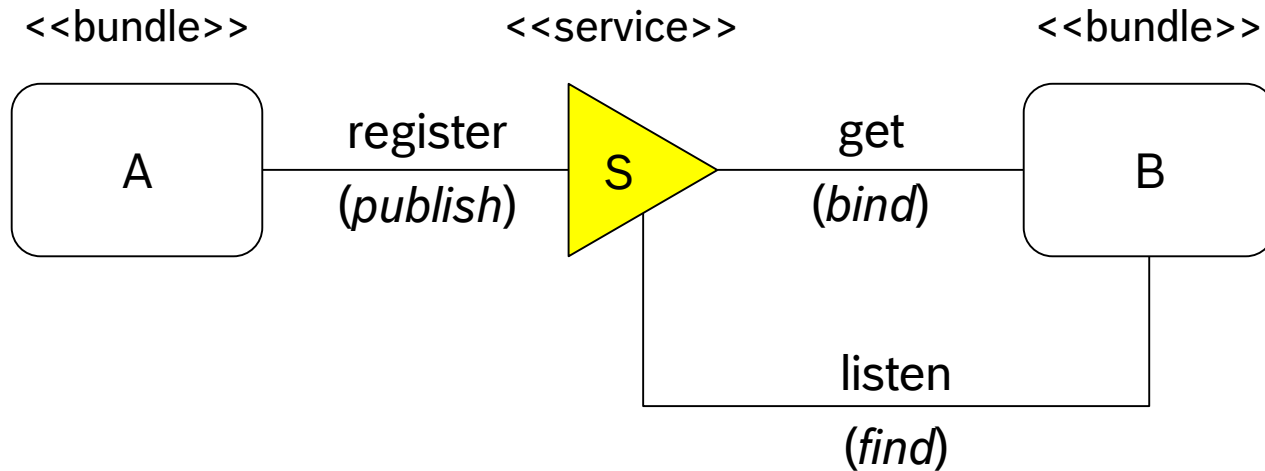 <<bundle>>
<<service>>
<<bundle>>
A
register
(publish)
S
get
(bind)
B
listen
(find)